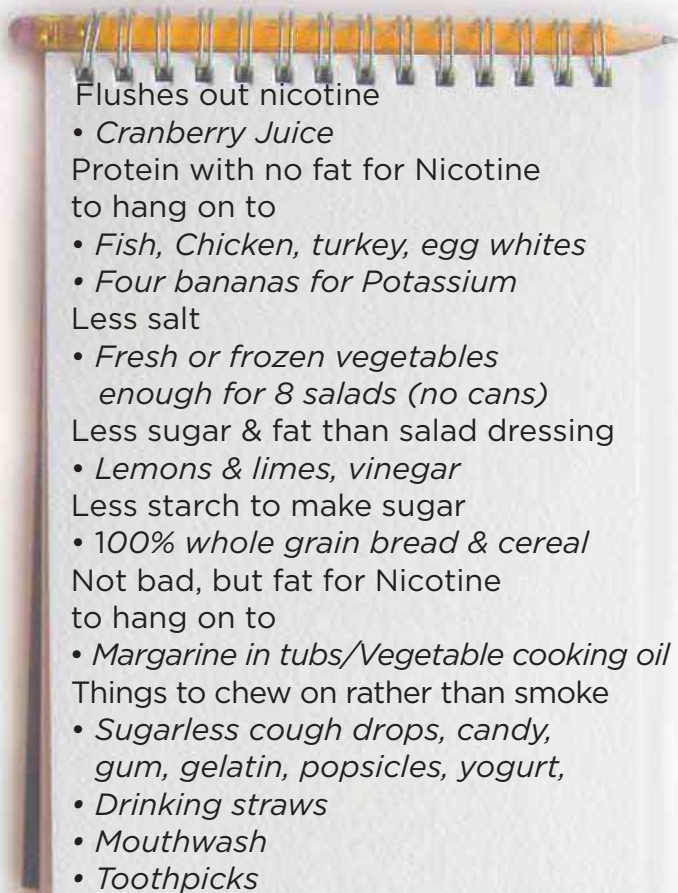 Flushes out nicotine
• Cranberry Juice
Protein with no fat for Nicotine
to hang on to
• Fish, Chicken, turkey, egg whites
• Four bananas for Potassium
Less salt
• Fresh or frozen vegetables
enough for 8 salads (no cans)
Less sugar & fat than salad dressing
• Lemons & limes, vinegar
Less starch to make sugar
• 100% whole grain bread & cereal
Not bad, but fat for Nicotine
to hang on to
• Margarine in tubs/Vegetable cooking oil
Things to chew on rather than smoke
• Sugarless cough drops, candy,
gum, gelatin, popsicles, yogurt,
• Drinking straws
• Mouthwash
• Toothpicks